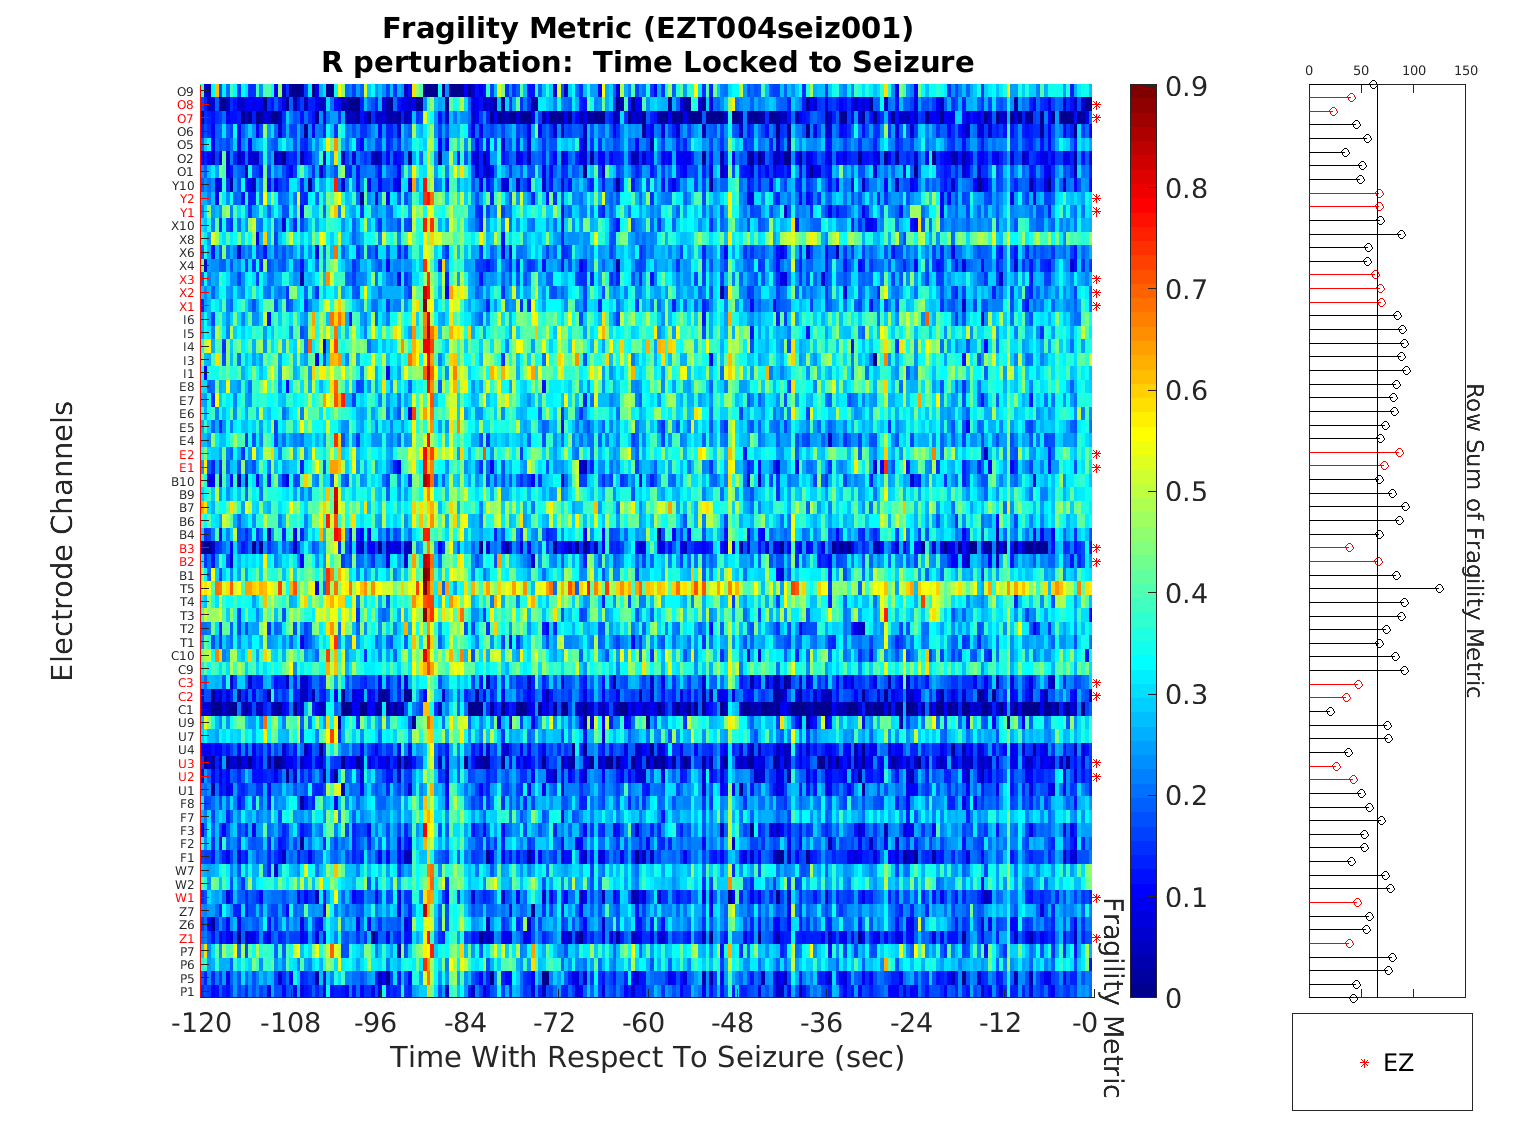 Fragility Metric (EZT004seiz001)
R perturbation:  Time Locked to Seizure
Electrode Channels
O9
O8
O7
O6
O5
O2
O1
Y10
Y2
Y1
X10
X8
X6
X4
X3
X2
X1
I6
I5
I4
I3
I1
E8
E7
E6
E5
E4
E2
E1
B10
B9
B7
B6
B4
B3
B2
B1
T5
T4
T3
T2
T1
C10
C9
C3
C2
C1
U9
U7
U4
U3
U2
U1
F8
F7
F3
F2
F1
W7
W2
W1
Z7
Z6
Z1
P7
P6
P5
P1
-120 -108 -96 -84 -72 -60 -48 -36 -24 -12 -0
Time With Respect To Seizure (sec)
0.9
0.8
0.7
0.6
0.5
0.4
0.3
0.2
0.1
0
Fragility Metric
0 50 100 150
Row Sum of Fragility Metric
EZ